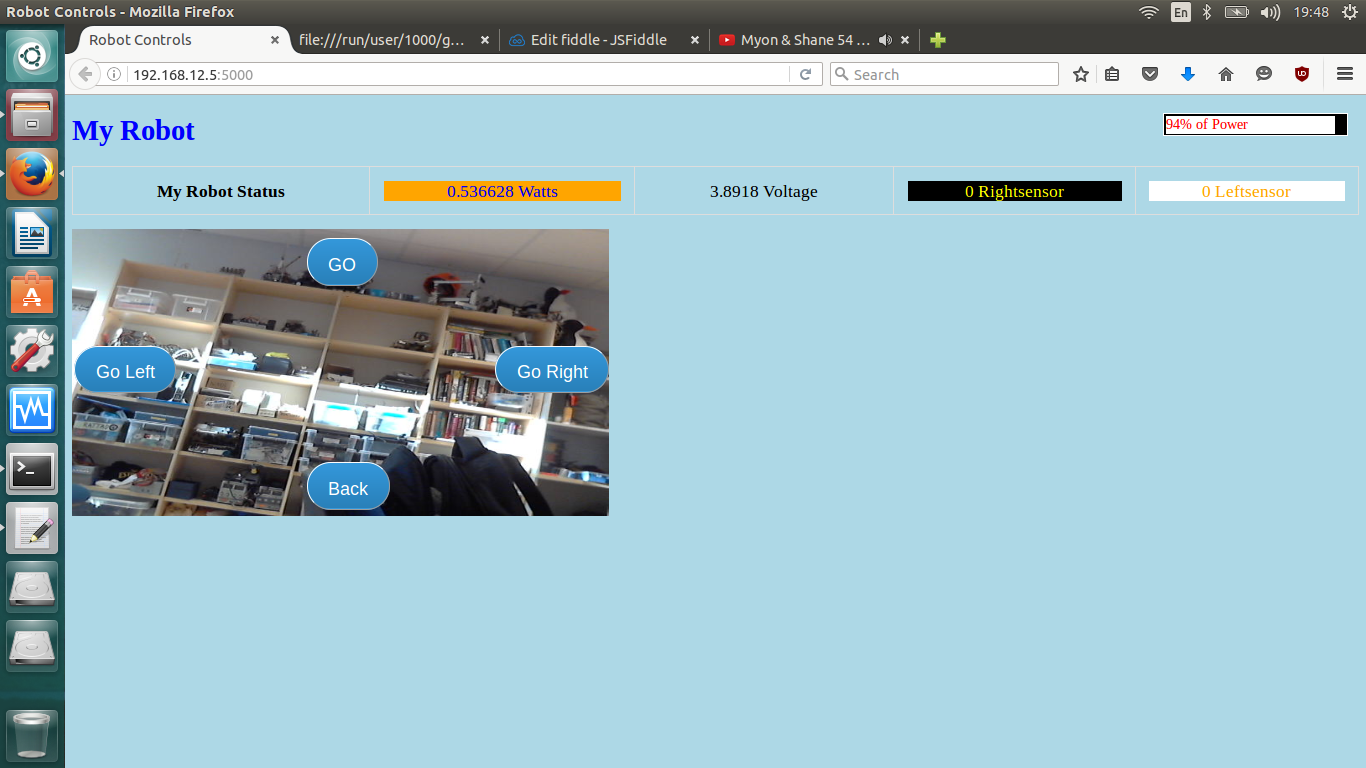 Robot Controls - Mozilla Firefox
En
19:48
Robot Controls
file:///run/user/1000/g…
Edit fiddle - JSFiddle
Myon & Shane 54 …
192.168.12.5:5000
Search
My Robot
94% of Power
My Robot Status
0.536628 Watts
3.8918 Voltage
0 Rightsensor
0 Leftsensor
GO
Go Left
Go Right
Back